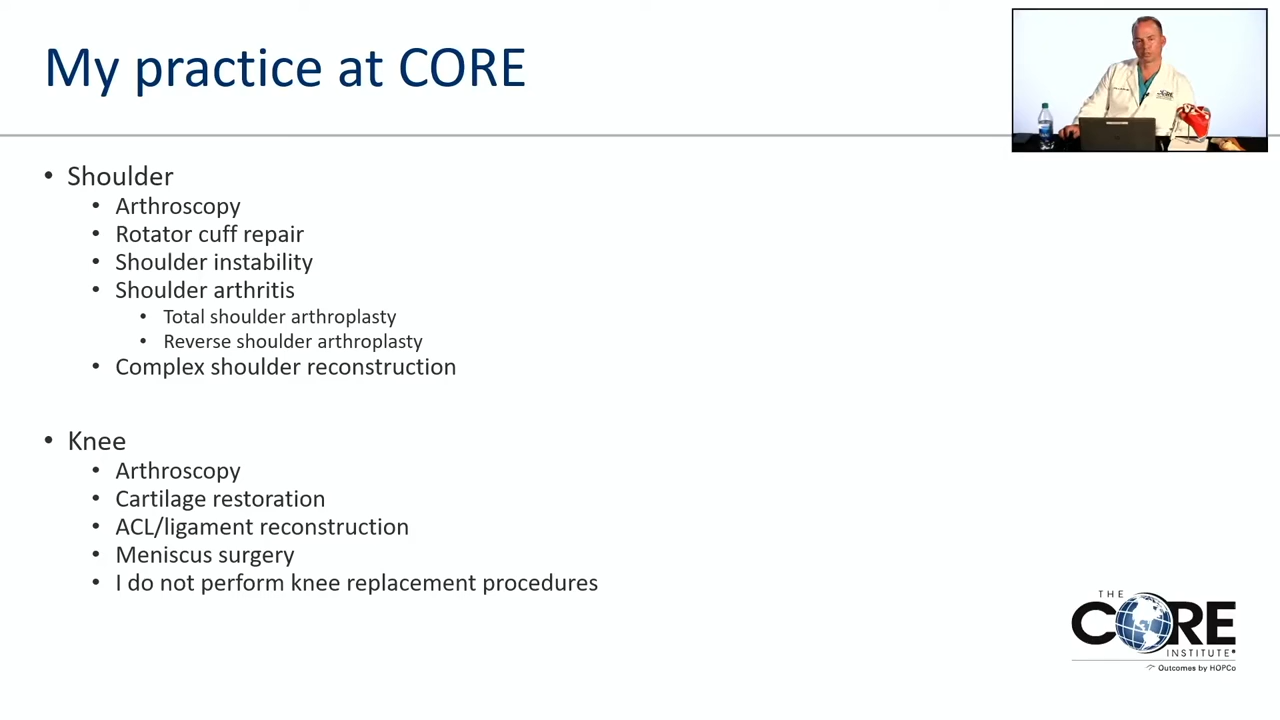 My practice at CORE
• Shoulder
• Arthroscopy
• Rotator cuff repair
• Shoulder instability
• Shoulder arthritis
• Total shoulder arthroplasty
• Reverse shoulder arthroplasty
• Complex shoulder reconstruction
• Knee
• Arthroscopy
• Cartilage restoration
• ACL/ligament reconstruction
• Meniscus surgery
• I do not perform knee replacement procedures
CORE
THE
CORE
INSTITUTE
Outcomes by HOPCo